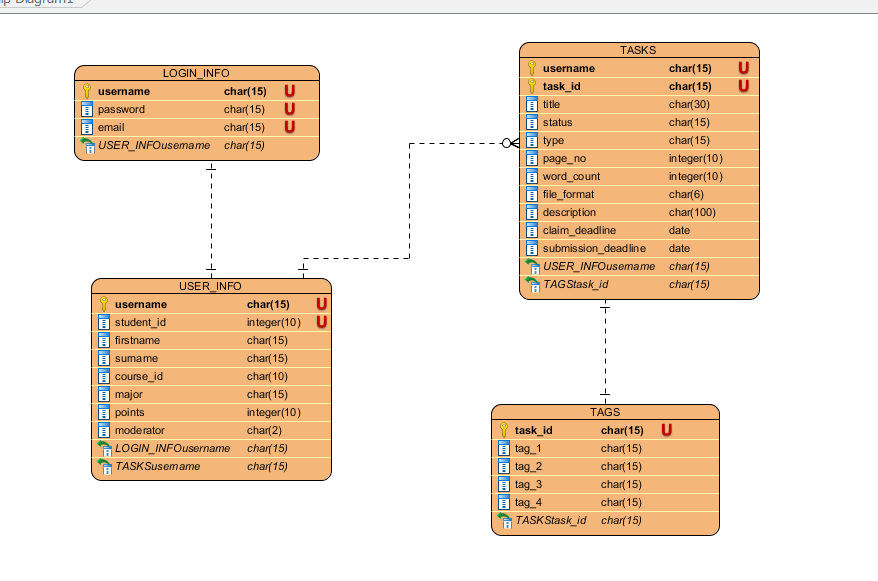 LOGIN_INFO
username char(15) U
password char(15) U
email char(15) U
USER_INFOusername char(15)
TASKS
username char(15) U
task_id char(15) U
title char(30)
status char(15)
type char(15)
page_no integer(10)
word_count integer(10)
file_format char(6)
description char(100)
claim_deadline date
submission_deadline date
USER_INFOusername char(15)
TAGStask_id char(15)
USER_INFO
username char(15) U
student_id integer(10) U
firstname char(15)
surname char(15)
course_id char(10)
major char(15)
points integer(10)
moderator char(2)
LOGIN_INFOusername char(15)
TASKSusername char(15)
TAGS
task_id char(15) U
tag_1 char(15)
tag_2 char(15)
tag_3 char(15)
tag_4 char(15)
TASKStask_id char(15)